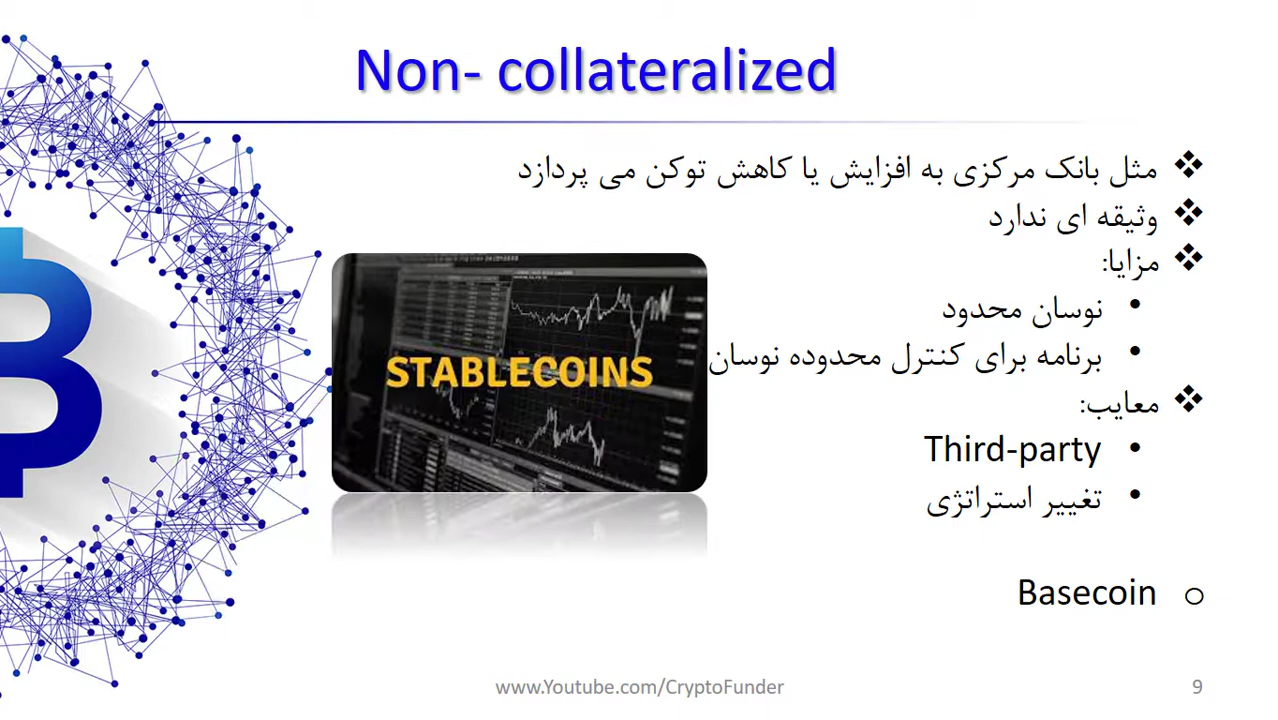 Non- collateralized
❖ مثل بانک مرکزی به افزایش یا کاهش توکن می پردازد
❖ وثیقه ای ندارد
❖ مزایا:
• نوسان محدود
• برنامه برای کنترل محدوده نوسان
STABLECOINS
❖ معایب:
• Third-party
• تغییر استراتژی
o Basecoin
www.Youtube.com/CryptoFunder
9